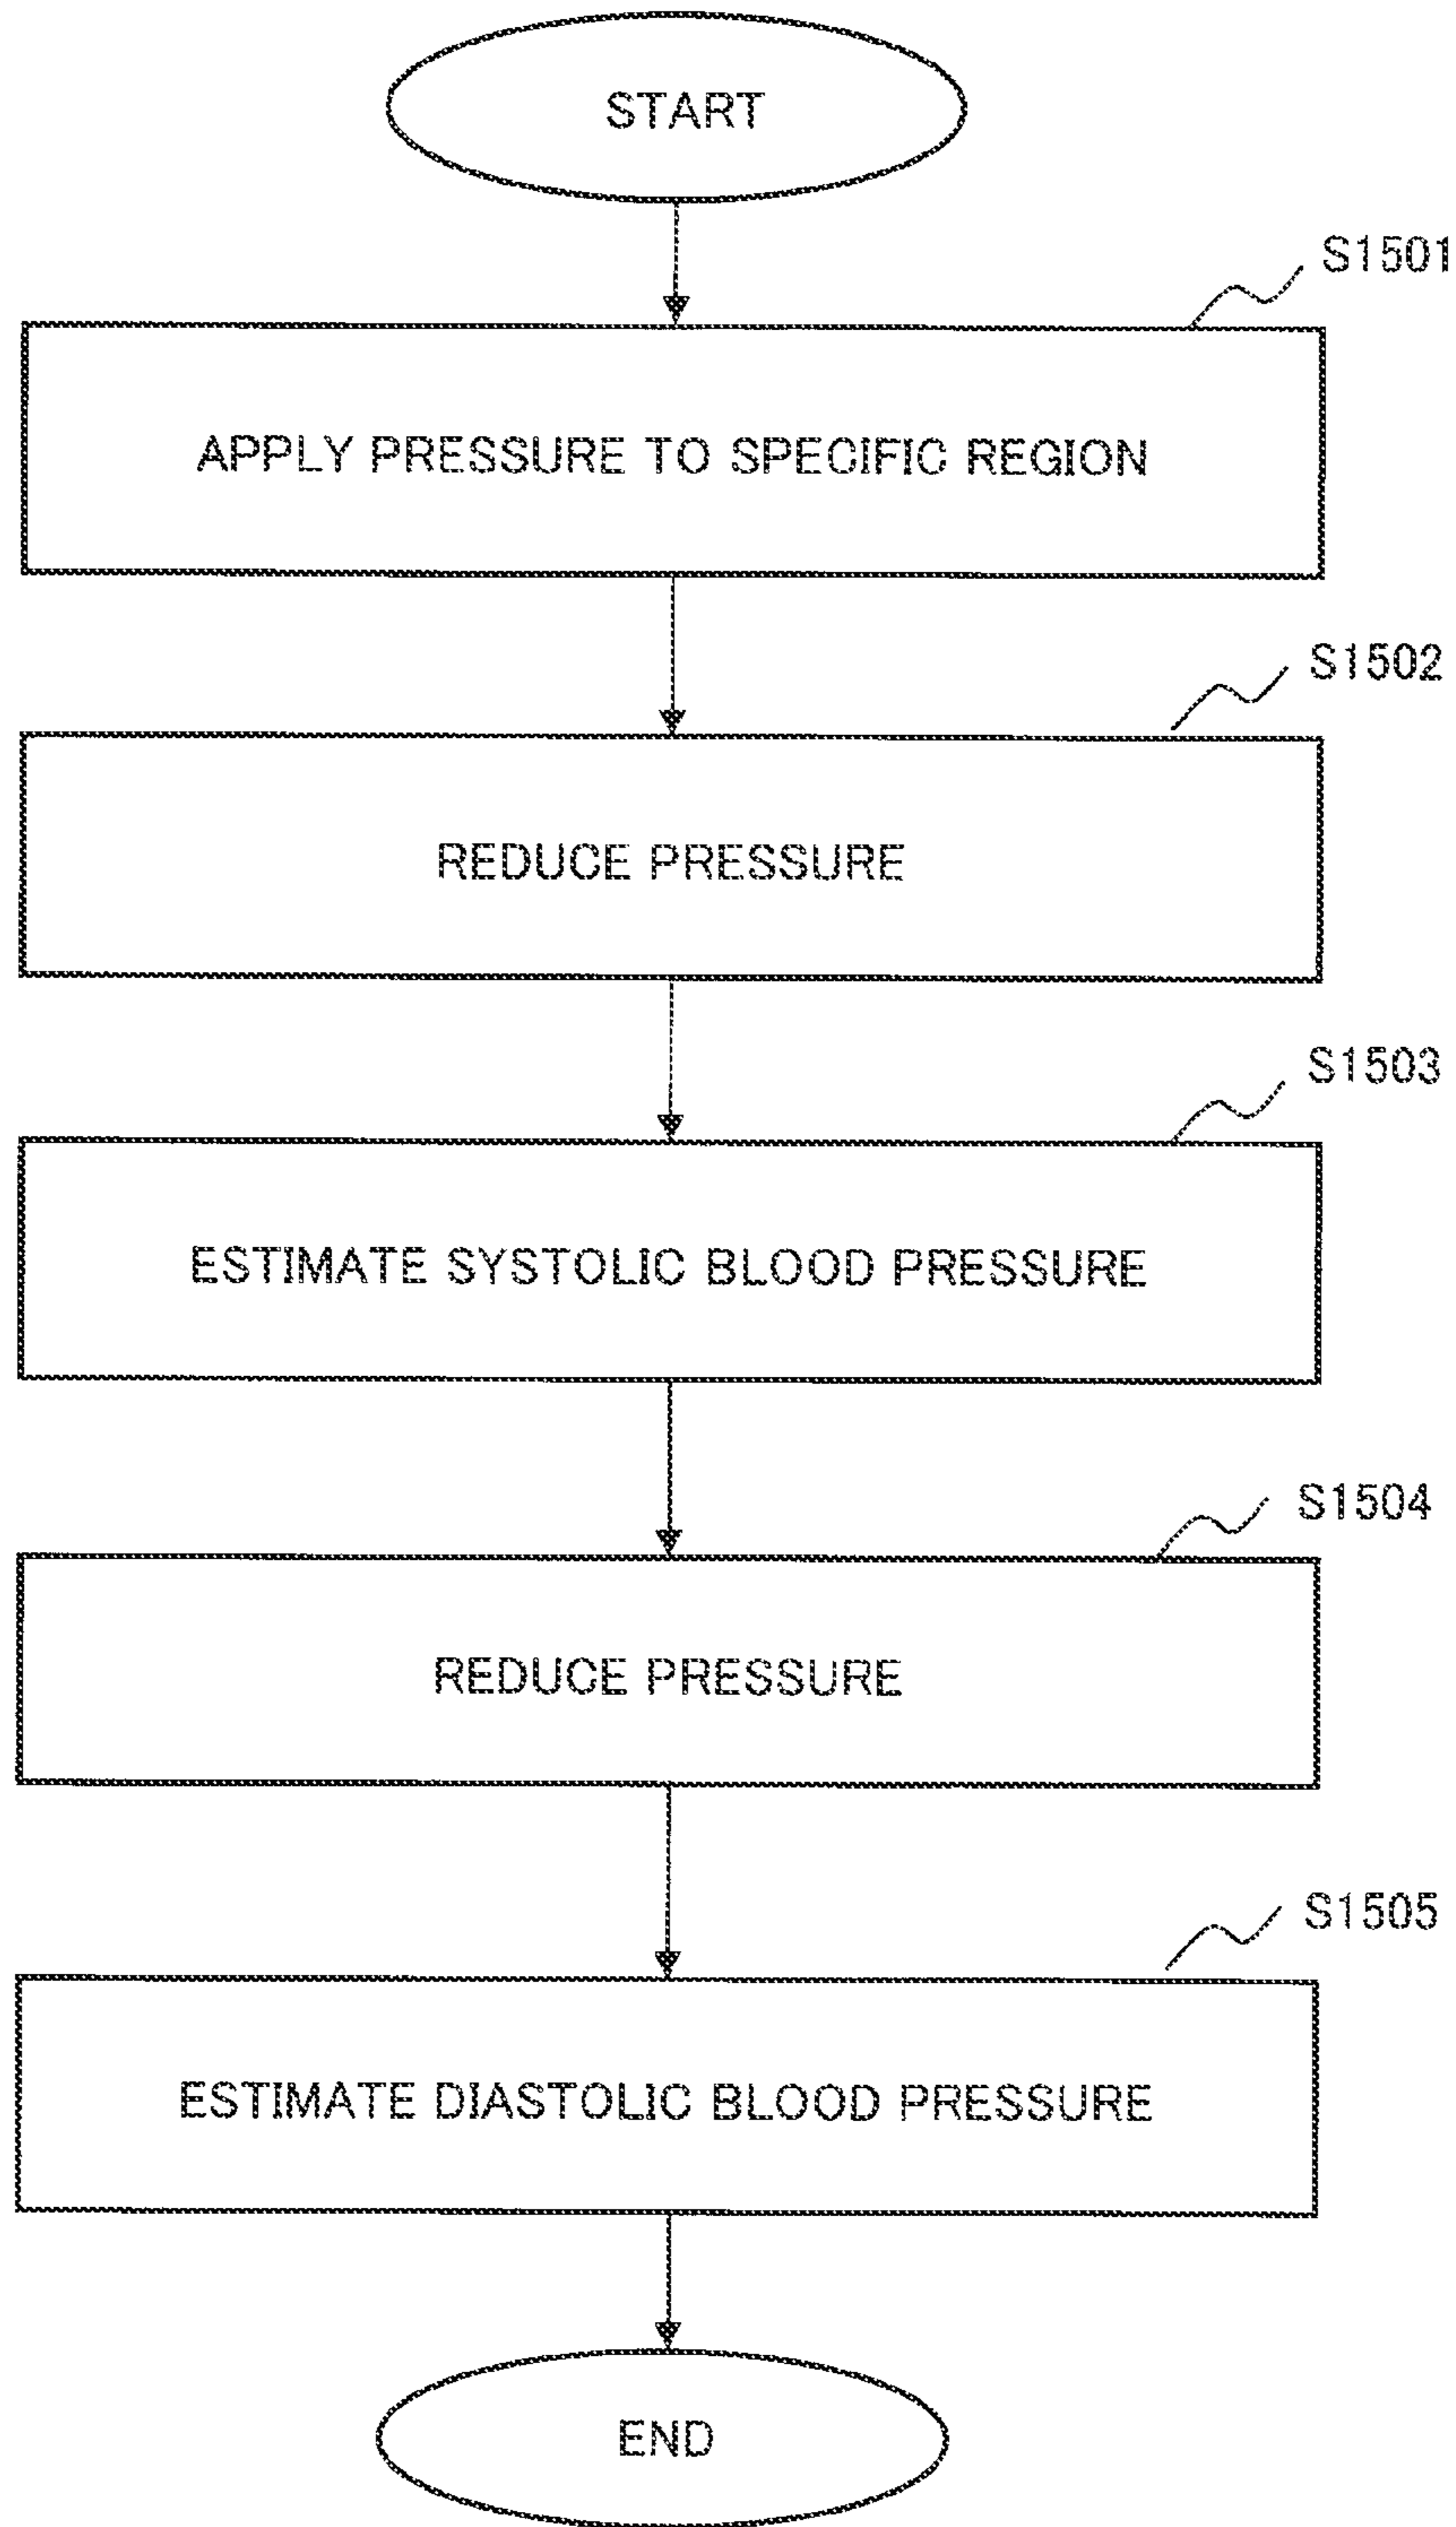 START
S1501
APPLY PRESSURE TO SPECIFIC REGION
S1502
REDUCE PRESSURE
S1503
ESTIMATE SYSTOLIC BLOOD PRESSURE
S1504
REDUCE PRESSURE
S1505
ESTIMATE DIASTOLIC BLOOD PRESSURE
END